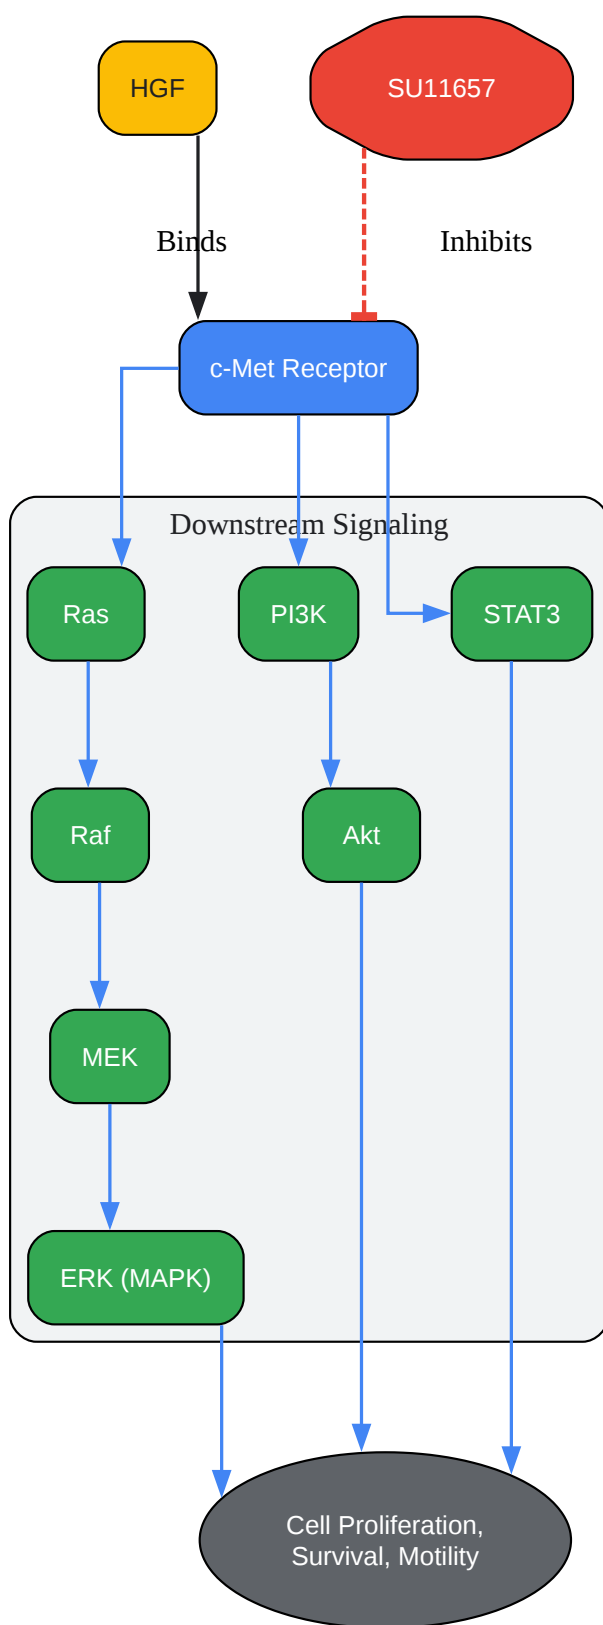 HGF
SU11657
Binds
Inhibits
c-Met Receptor
Downstream Signaling
Ras
PI3K
STAT3
Raf
Akt
MEK
ERK (MAPK)
Cell Proliferation,
Survival, Motility